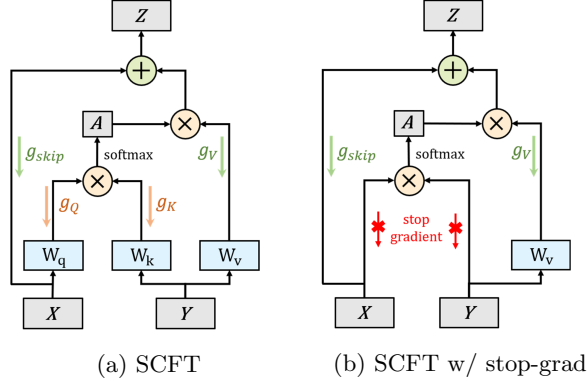 Z
+
A
×
g_skip
softmax
g_V
×
g_Q
g_K
W_q
W_k
W_v
X
Y
(a) SCFT
Z
+
A
×
g_skip
softmax
g_V
×
stop
gradient
W_v
X
Y
(b) SCFT w/ stop-grad